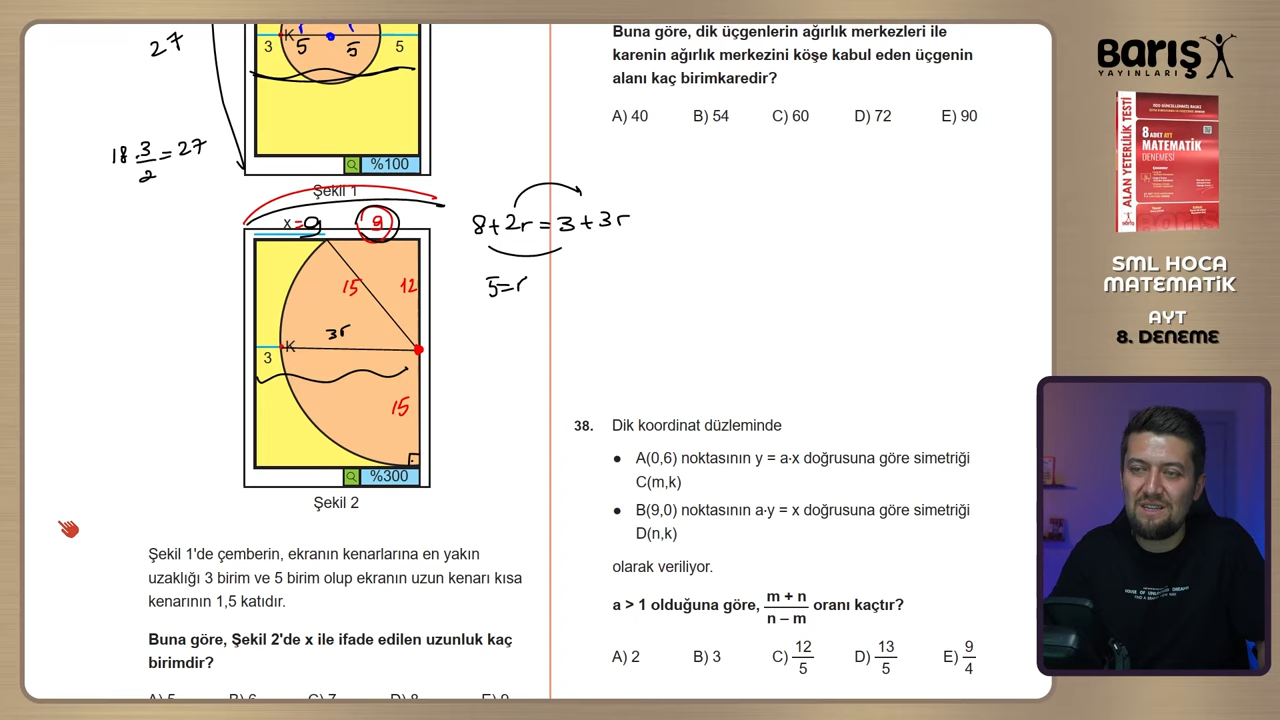 27
3
K
5
5
5
18.3/2=27
%100
Şekil 1
x=9
9
8+2r=3+3r
5=r
15
12
3r
3
K
15
%300
Şekil 2
Şekil 1'de çemberin, ekranın kenarlarına en yakın
uzaklığı 3 birim ve 5 birim olup ekranın uzun kenarı kısa
kenarının 1,5 katıdır.
Buna göre, Şekil 2'de x ile ifade edilen uzunluk kaç
birimdir?
A) 5 B) 6 C) 7 D) 8 E) 9
Buna göre, dik üçgenlerin ağırlık merkezleri ile
karenin ağırlık merkezini köşe kabul eden üçgenin
alanı kaç birimkaredir?
A) 40 B) 54 C) 60 D) 72 E) 90
38. Dik koordinat düzleminde
● A(0,6) noktasının y = a·x doğrusuna göre simetriği
C(m,k)
● B(9,0) noktasının a·y = x doğrusuna göre simetriği
D(n,k)
olarak veriliyor.
a > 1 olduğuna göre, m + n / n – m oranı kaçtır?
A) 2 B) 3 C) 12/5 D) 13/5 E) 9/4
BARIŞ
YAYINLARI
ALAN YETERLİLİK TESTİ
8 ADET AYT
MATEMATİK
DENEMESİ
SML HOCA
MATEMATİK
AYT
8. DENEME